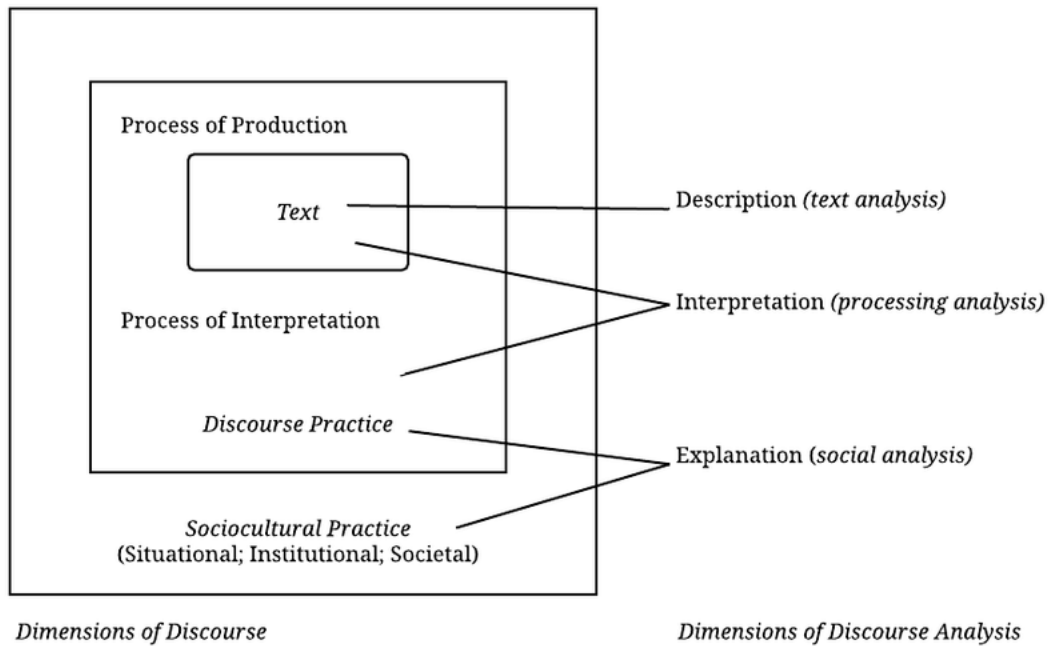 Process of Production
Text
Description (text analysis)
Interpretation (processing analysis)
Process of Interpretation
Discourse Practice
Explanation (social analysis)
Sociocultural Practice
(Situational; Institutional; Societal)
Dimensions of Discourse
Dimensions of Discourse Analysis